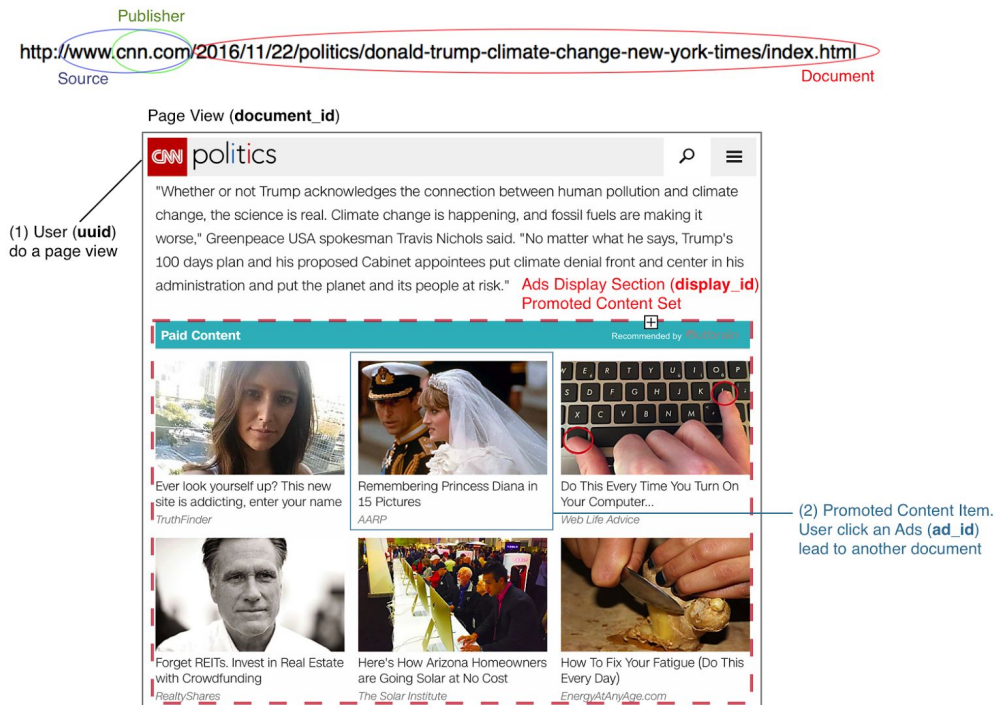 Publisher
http://www.cnn.com/2016/11/22/politics/donald-trump-climate-change-new-york-times/index.html
Source
Document
Page View (document_id)
CNN politics
"Whether or not Trump acknowledges the connection between human pollution and climate
change, the science is real. Climate change is happening, and fossil fuels are making it
worse," Greenpeace USA spokesman Travis Nichols said. "No matter what he says, Trump's
100 days plan and his proposed Cabinet appointees put climate denial front and center in his
administration and put the planet and its people at risk."
(1) User (uuid)
do a page view
Ads Display Section (display_id)
Promoted Content Set
Paid Content
Recommended by
Ever look yourself up? This new
site is addicting, enter your name
TruthFinder
Remembering Princess Diana in
15 Pictures
AARP
W E R T Y U I O P
S D F G H J K
X C V B N M
Do This Every Time You Turn On
Your Computer...
Web Life Advice
(2) Promoted Content Item.
User click an Ads (ad_id)
lead to another document
Forget REITs. Invest in Real Estate
with Crowdfunding
RealtyShares
Here's How Arizona Homeowners
are Going Solar at No Cost
The Solar Institute
How To Fix Your Fatigue (Do This
Every Day)
EnergyAtAnyAge.com